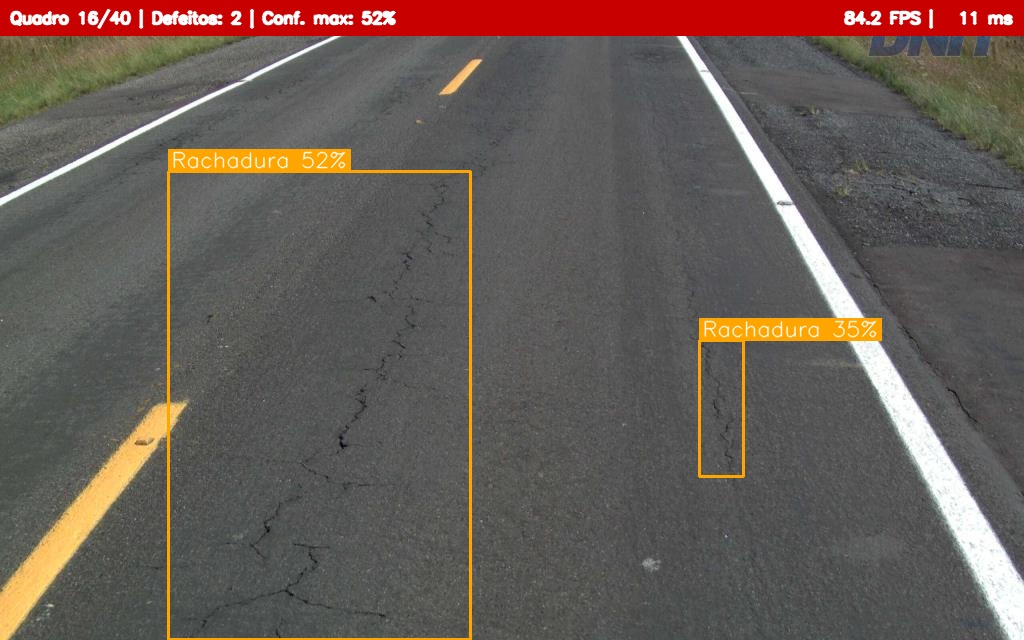 Quadro 16/40 | Defeitos: 2 | Conf. max: 52%
84.2 FPS | 11 ms
DNIT
Rachadura 52%
Rachadura 35%